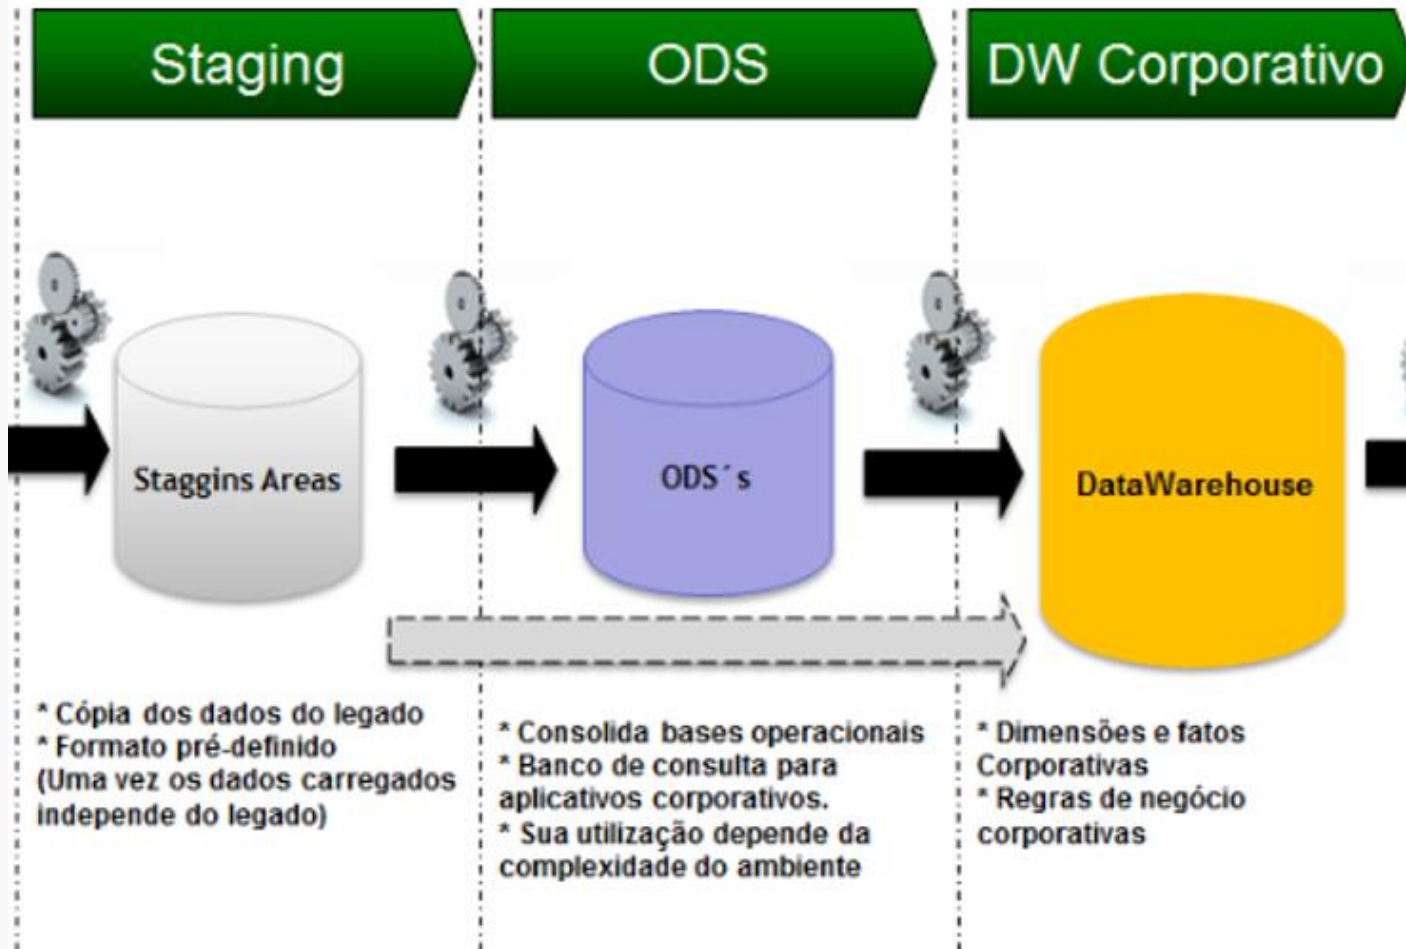 Staging
ODS
DW Corporativo
Staggins Areas
ODS´s
DataWarehouse
* Cópia dos dados do legado
* Formato pré-definido
(Uma vez os dados carregados
independe do legado)
* Consolida bases operacionais
* Banco de consulta para
aplicativos corporativos.
* Sua utilização depende da
complexidade do ambiente
* Dimensões e fatos
Corporativas
* Regras de negócio
corporativas